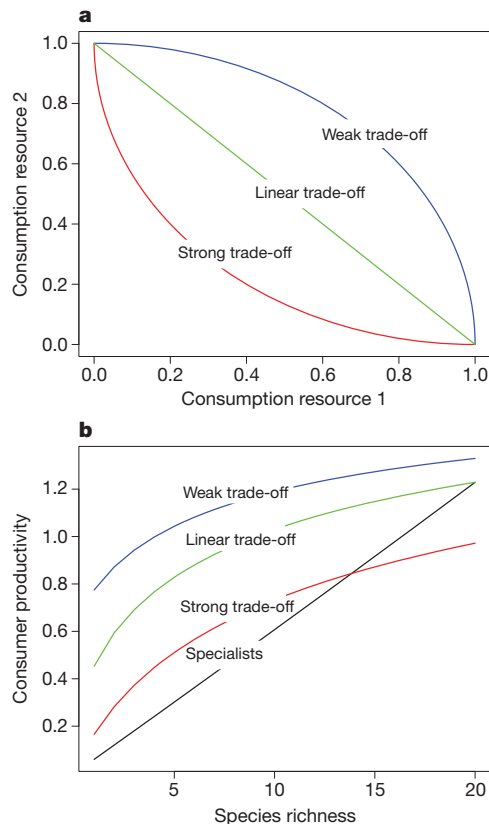 a
1.0
0.8
0.6
0.4
0.2
0.0
Consumption resource 2
Weak trade-off
Linear trade-off
Strong trade-off
0.0 0.2 0.4 0.6 0.8 1.0
Consumption resource 1
b
1.2
1.0
0.8
0.6
0.4
0.2
Consumer productivity
Weak trade-off
Linear trade-off
Strong trade-off
Specialists
5 10 15 20
Species richness